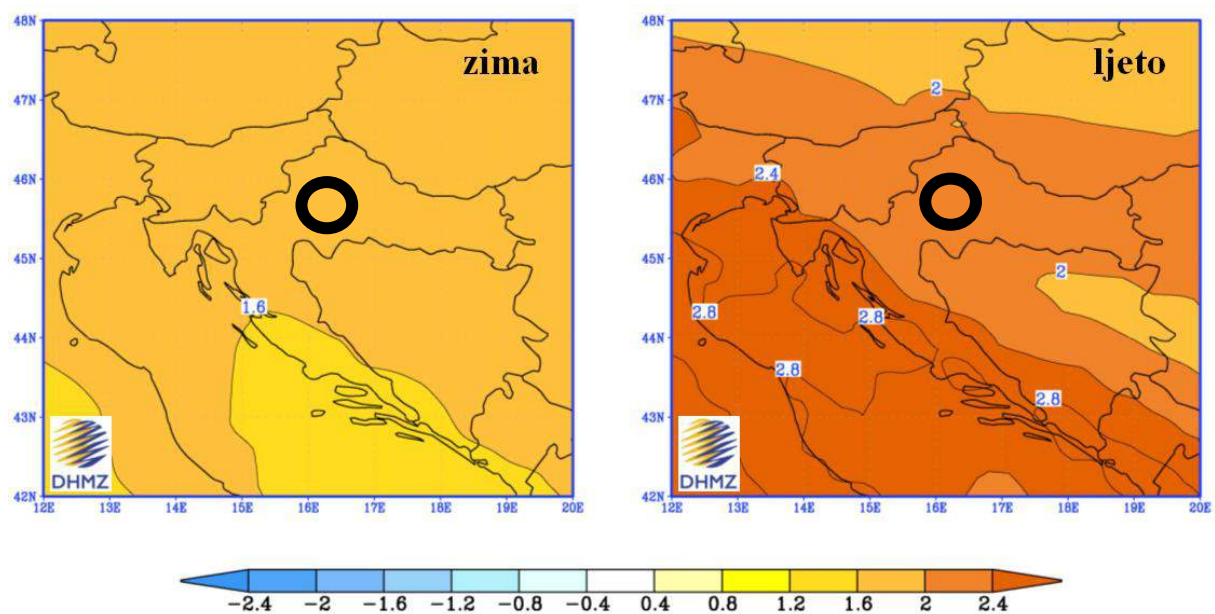 48N
47N
46N
45N
44N
43N
42N
12E 13E 14E 15E 16E 17E 18E 19E 20E
zima
1.6
DHMZ
48N
47N
46N
45N
44N
43N
42N
12E 13E 14E 15E 16E 17E 18E 19E 20E
ljeto
2
2.4
2
2.8
2.8
2.8
2.8
DHMZ
−2.4 −2 −1.6 −1.2 −0.8 −0.4 0.4 0.8 1.2 1.6 2 2.4